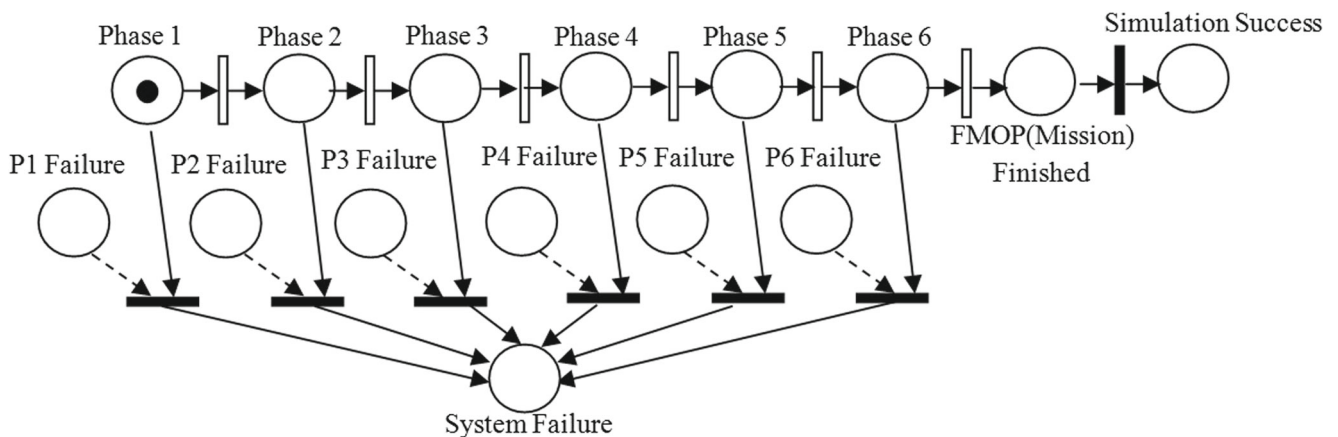 Simulation Success
Phase 1
Phase 2
Phase 3
Phase 4
Phase 5
Phase 6
FMOP(Mission)
Finished
P1 Failure
P2 Failure
P3 Failure
P4 Failure
P5 Failure
P6 Failure
System Failure